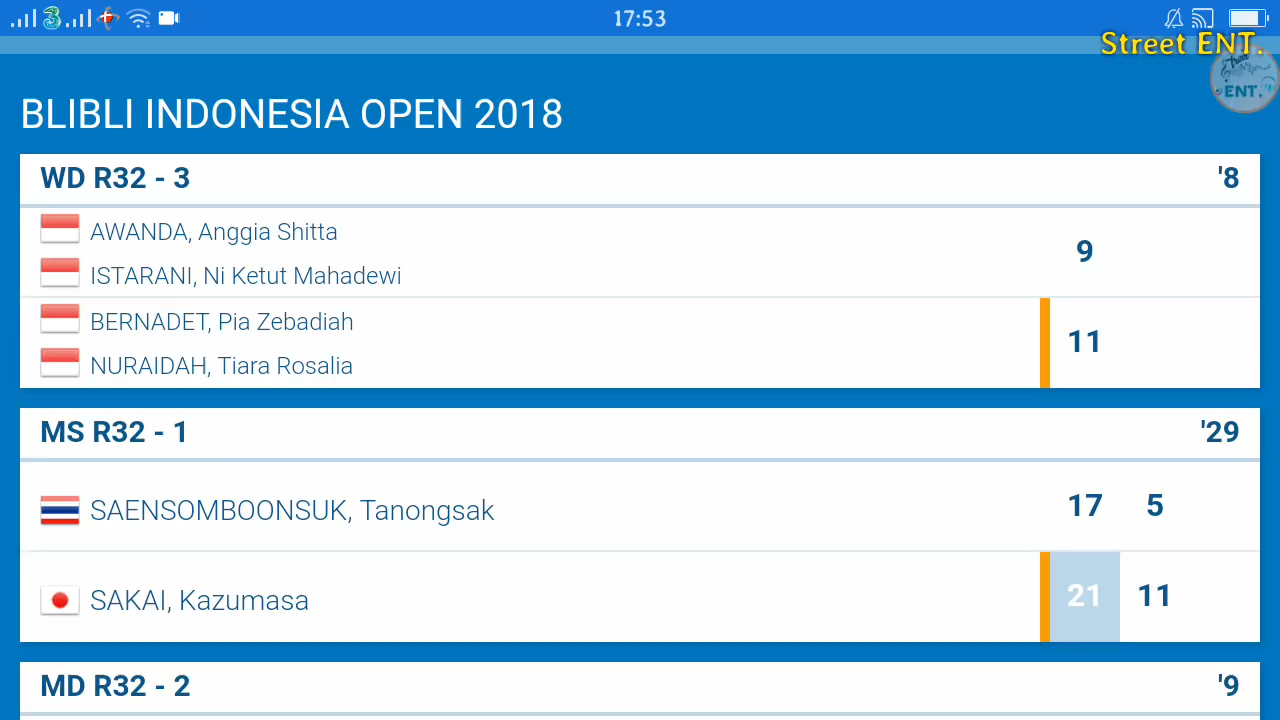 17:53
Street ENT.
ENT.
BLIBLI INDONESIA OPEN 2018
WD R32 - 3 '8
AWANDA, Anggia Shitta
9
ISTARANI, Ni Ketut Mahadewi
BERNADET, Pia Zebadiah
11
NURAIDAH, Tiara Rosalia
MS R32 - 1 '29
SAENSOMBOONSUK, Tanongsak 17 5
SAKAI, Kazumasa 21 11
MD R32 - 2 '9